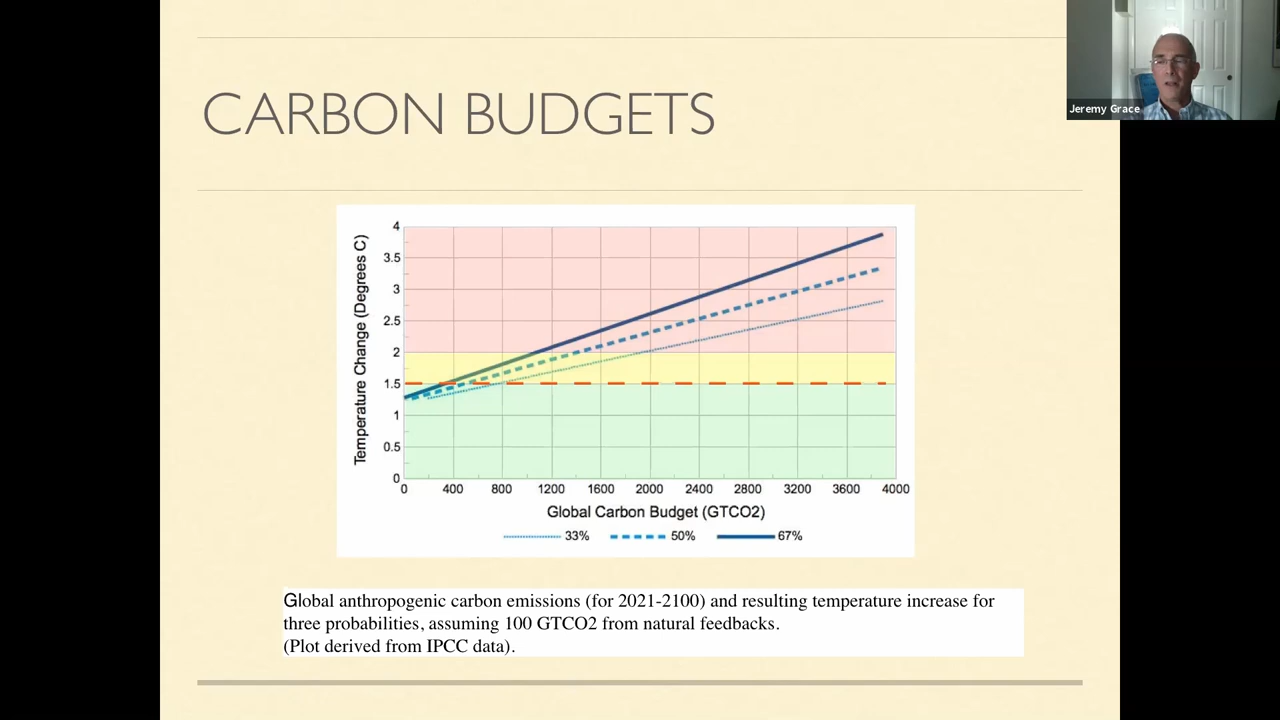 CARBON BUDGETS
Jeremy Grace
Temperature Change (Degrees C)
4
3.5
3
2.5
2
1.5
1
0.5
0
0 400 800 1200 1600 2000 2400 2800 3200 3600 4000
Global Carbon Budget (GTCO2)
33% 50% 67%
Global anthropogenic carbon emissions (for 2021-2100) and resulting temperature increase for
three probabilities, assuming 100 GTCO2 from natural feedbacks.
(Plot derived from IPCC data).